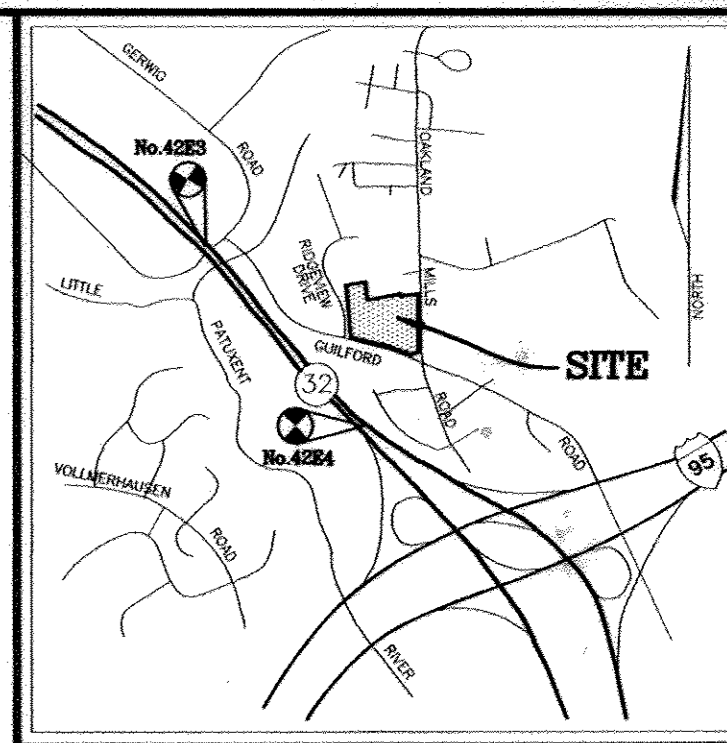 GERWIG
ROAD
No.42E3
OAKLAND
MILLS
ROAD
RIDGEVIEW
DRIVE
NORTH
LITTLE
PATUXENT
RIVER
GUILFORD
ROAD
SITE
32
No.42E4
95
VOLLMERHAUSEN
ROAD